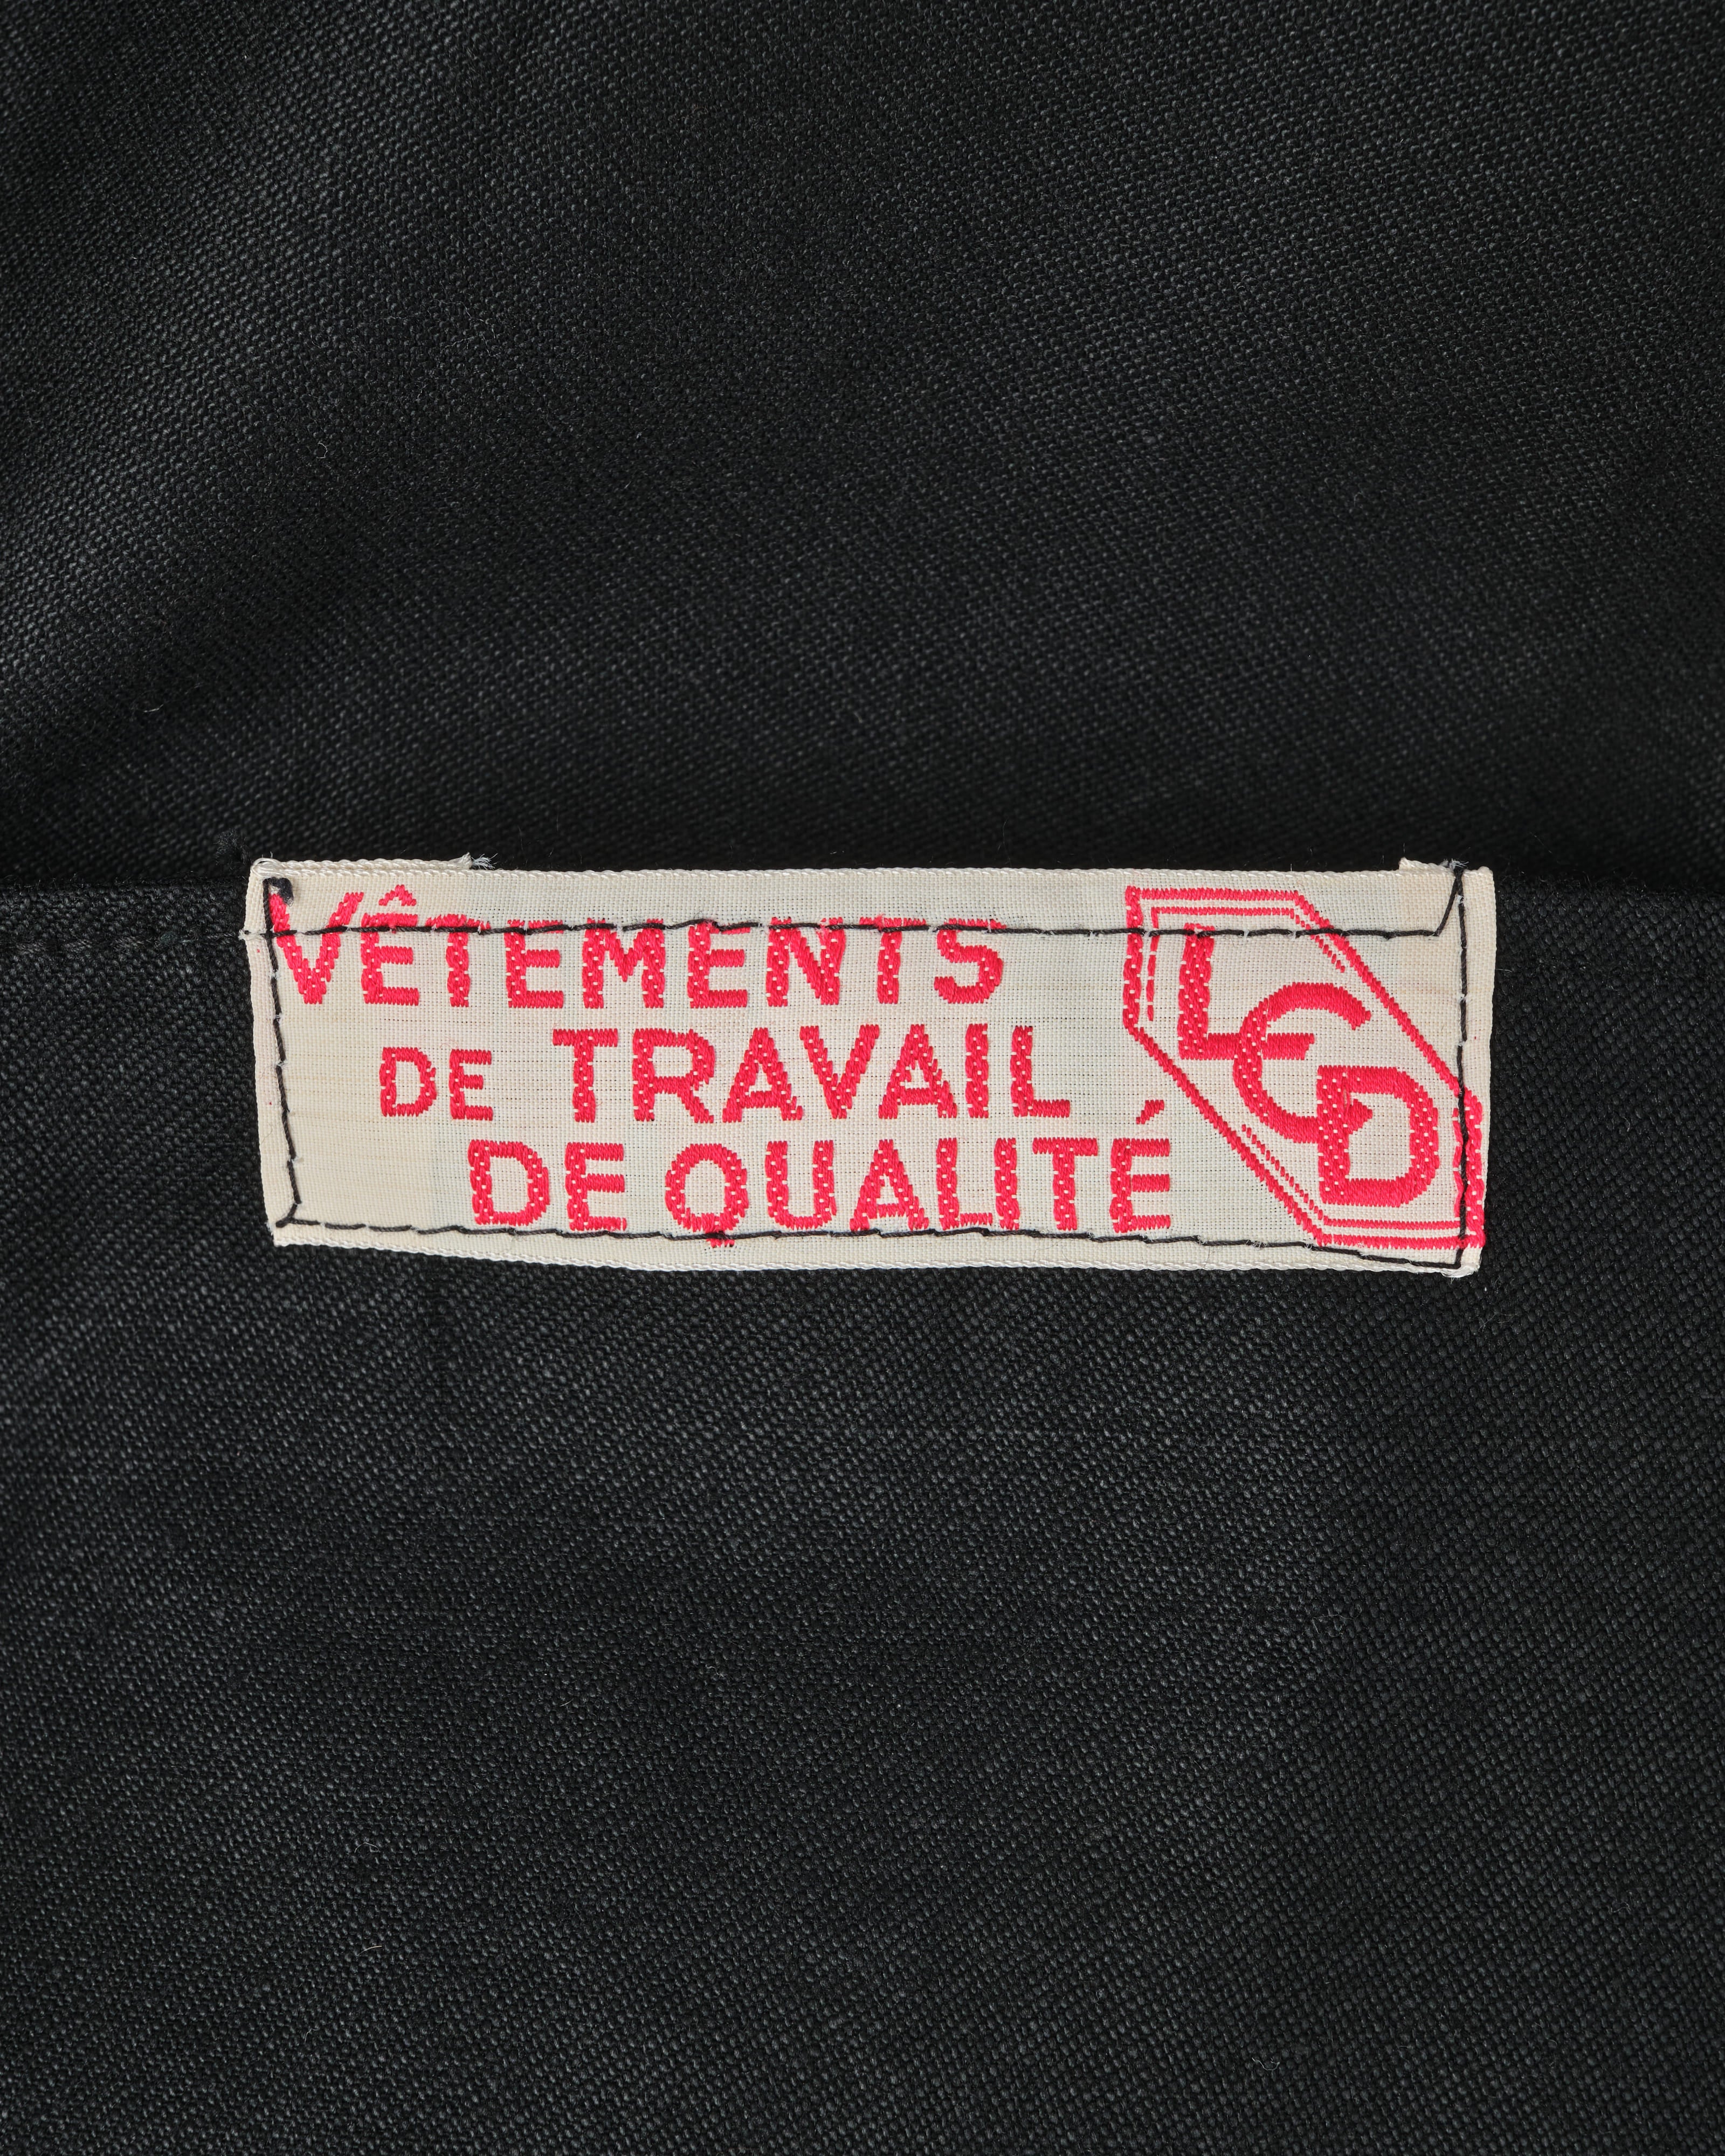 VÊTEMENTS
DE TRAVAIL
DE QUALITÉ
LCD